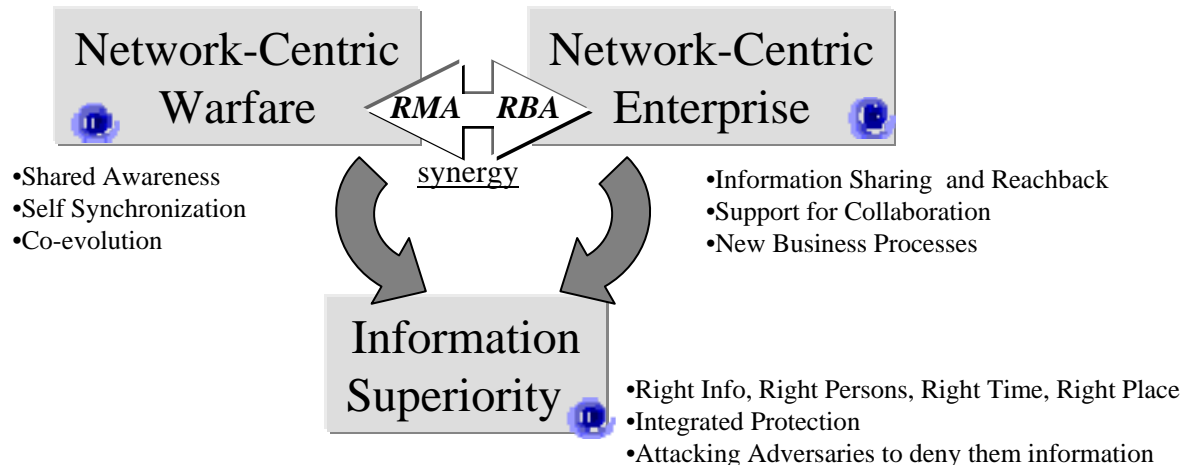 Network-Centric
Warfare
RMA RBA
synergy
Network-Centric
Enterprise
•Shared Awareness
•Self Synchronization
•Co-evolution
•Information Sharing and Reachback
•Support for Collaboration
•New Business Processes
Information
Superiority
•Right Info, Right Persons, Right Time, Right Place
•Integrated Protection
•Attacking Adversaries to deny them information